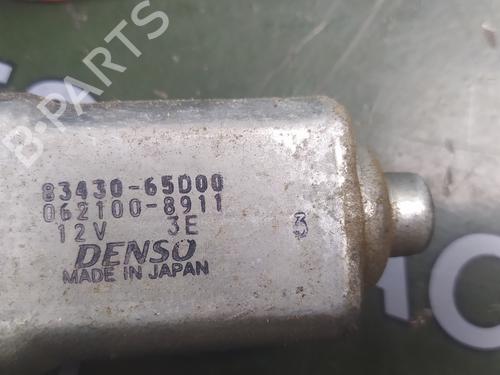 83430-65D00
062100-8911
12V 3E 3
DENSO
MADE IN JAPAN
B-PARTS